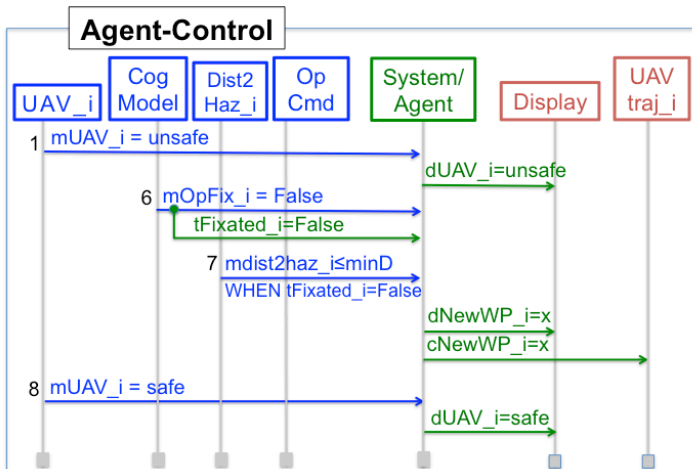 Agent-Control
UAV_i
Cog
Model
Dist2
Haz_i
Op
Cmd
System/
Agent
Display
UAV
traj_i
1 mUAV_i = unsafe
dUAV_i=unsafe
6 mOpFix_i = False
tFixated_i=False
7 mdist2haz_i≤minD
WHEN tFixated_i=False
dNewWP_i=x
cNewWP_i=x
8 mUAV_i = safe
dUAV_i=safe